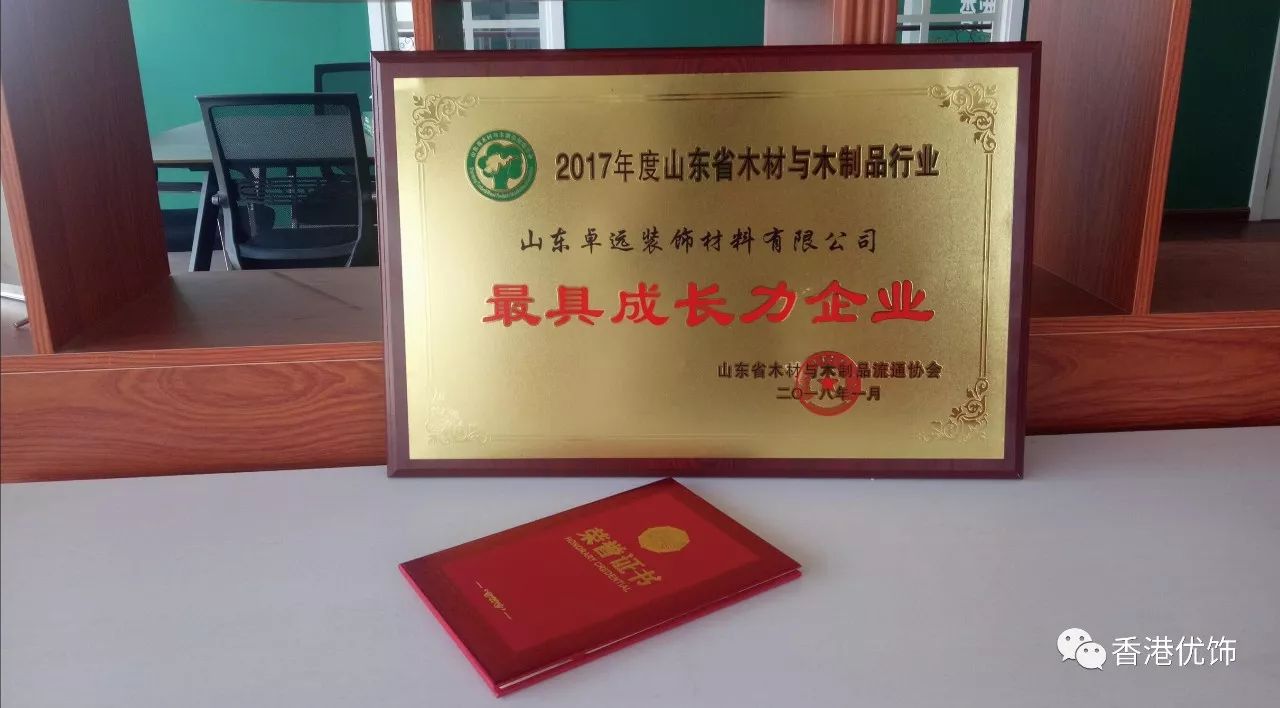 2017年度山东省木材与木制品行业
山东卓远装饰材料有限公司
最具成长力企业
山东省木材与木制品流通协会
二〇一八年一月
荣誉证书
HONORARY CREDENTIAL
香港优饰